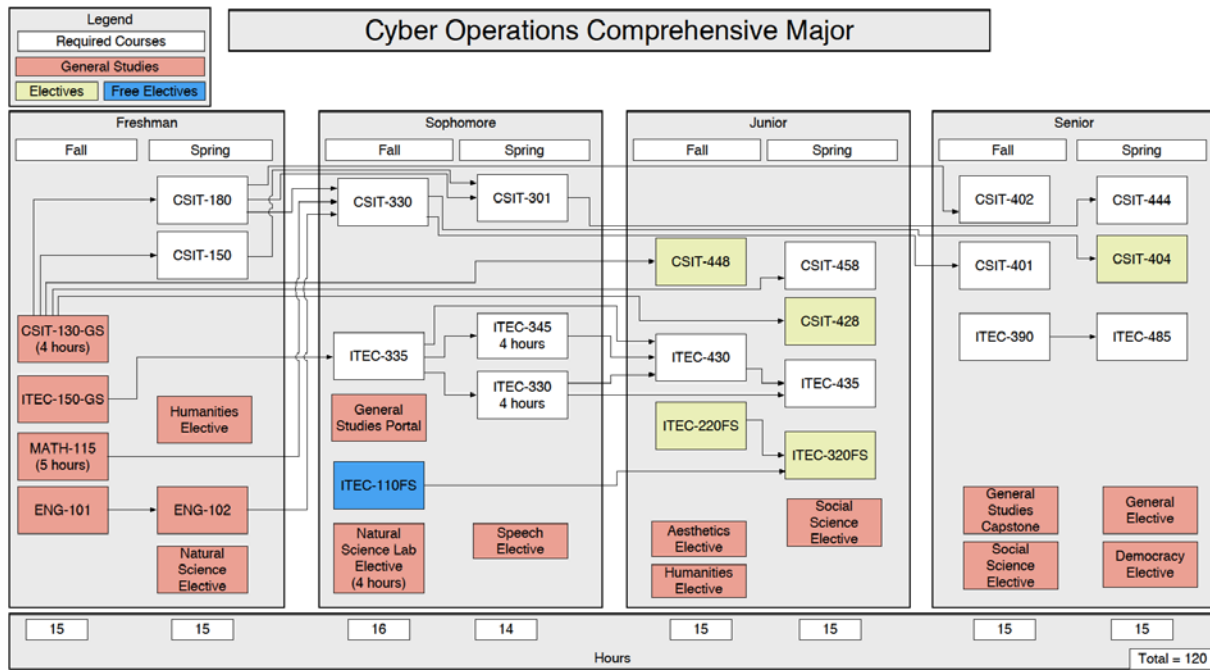 Legend
Required Courses
General Studies
Electives
Free Electives
Cyber Operations Comprehensive Major
Freshman
Fall
Spring
CSIT-180
CSIT-150
CSIT-130-GS
(4 hours)
ITEC-150-GS
Humanities
Elective
MATH-115
(5 hours)
ENG-101
ENG-102
Natural
Science
Elective
Sophomore
Fall
Spring
CSIT-330
CSIT-301
ITEC-335
ITEC-345
4 hours
ITEC-330
4 hours
General
Studies Portal
ITEC-110FS
Natural
Science Lab
Elective
(4 hours)
Speech
Elective
Junior
Fall
Spring
CSIT-448
CSIT-458
CSIT-428
ITEC-430
ITEC-435
ITEC-220FS
ITEC-320FS
Social
Science
Elective
Aesthetics
Elective
Humanities
Elective
Senior
Fall
Spring
CSIT-402
CSIT-444
CSIT-401
CSIT-404
ITEC-390
ITEC-485
General
Studies
Capstone
General
Elective
Social
Science
Elective
Democracy
Elective
15
15
16
14
15
15
15
15
Hours
Total = 120